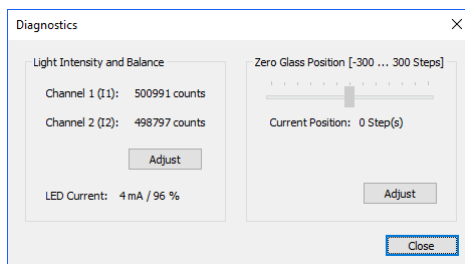 Diagnostics
Light Intensity and Balance
Channel 1 (I1): 500991 counts
Channel 2 (I2): 498797 counts
Adjust
LED Current: 4 mA / 96 %
Zero Glass Position [-300 ... 300 Steps]
Current Position: 0 Step(s)
Adjust
Close